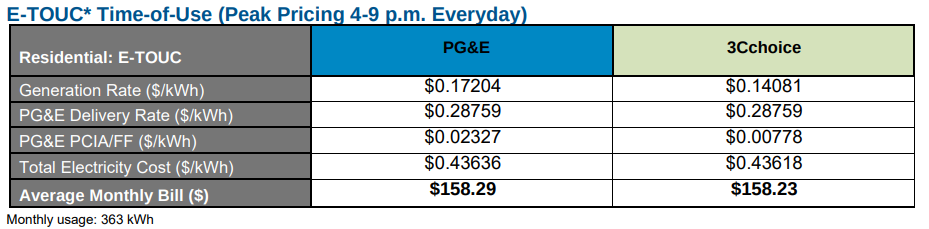 E-TOUC* Time-of-Use (Peak Pricing 4-9 p.m. Everyday)
Residential: E-TOUC PG&E 3Cchoice
Generation Rate ($/kWh) $0.17204 $0.14081
PG&E Delivery Rate ($/kWh) $0.28759 $0.28759
PG&E PCIA/FF ($/kWh) $0.02327 $0.00778
Total Electricity Cost ($/kWh) $0.43636 $0.43618
Average Monthly Bill ($) $158.29 $158.23
Monthly usage: 363 kWh